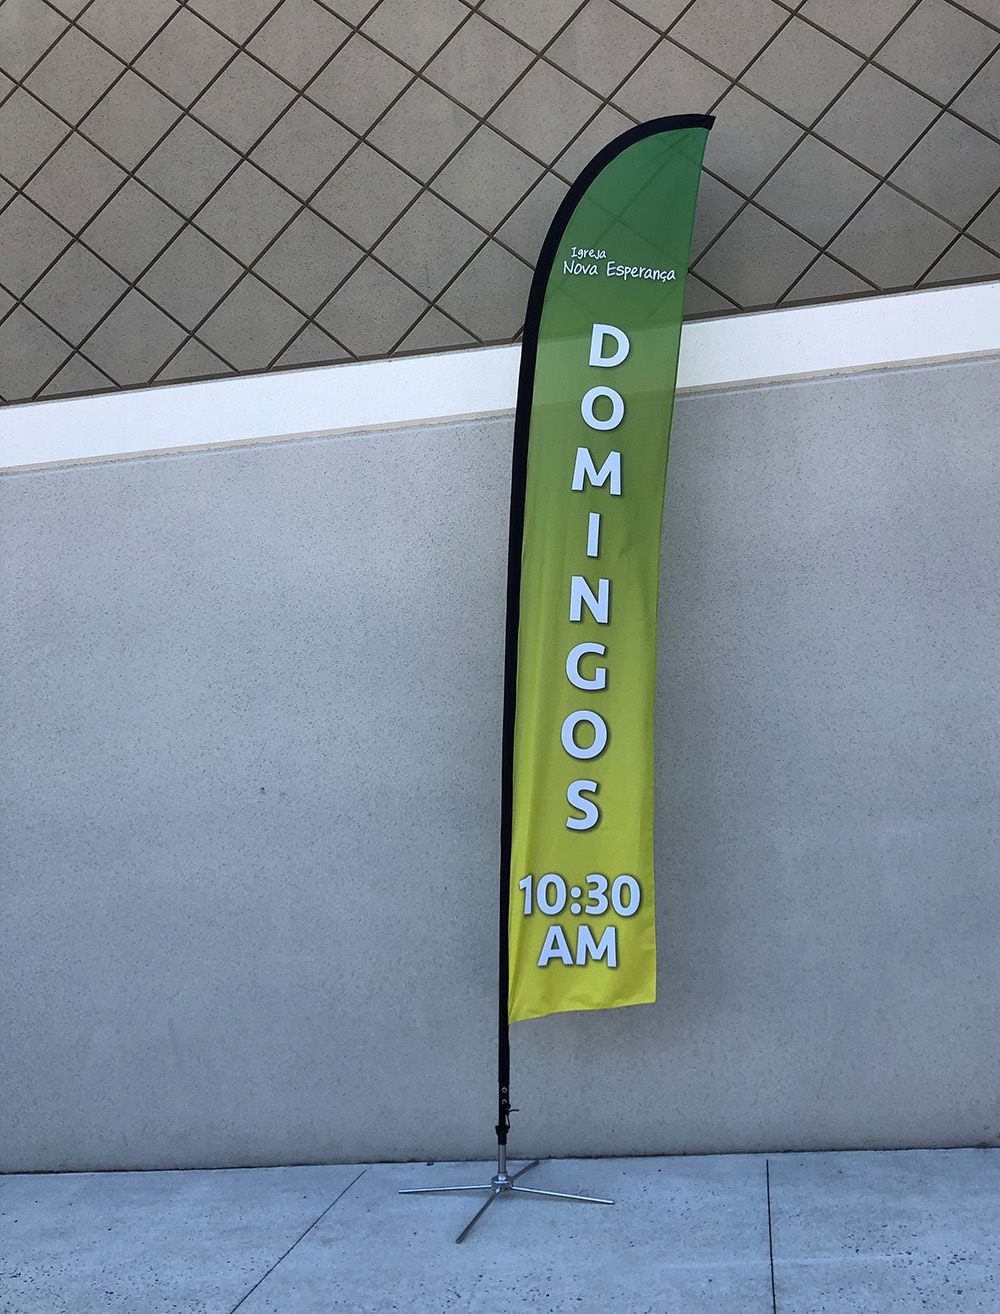 Igreja
Nova Esperança
DOMINGOS
10:30
AM